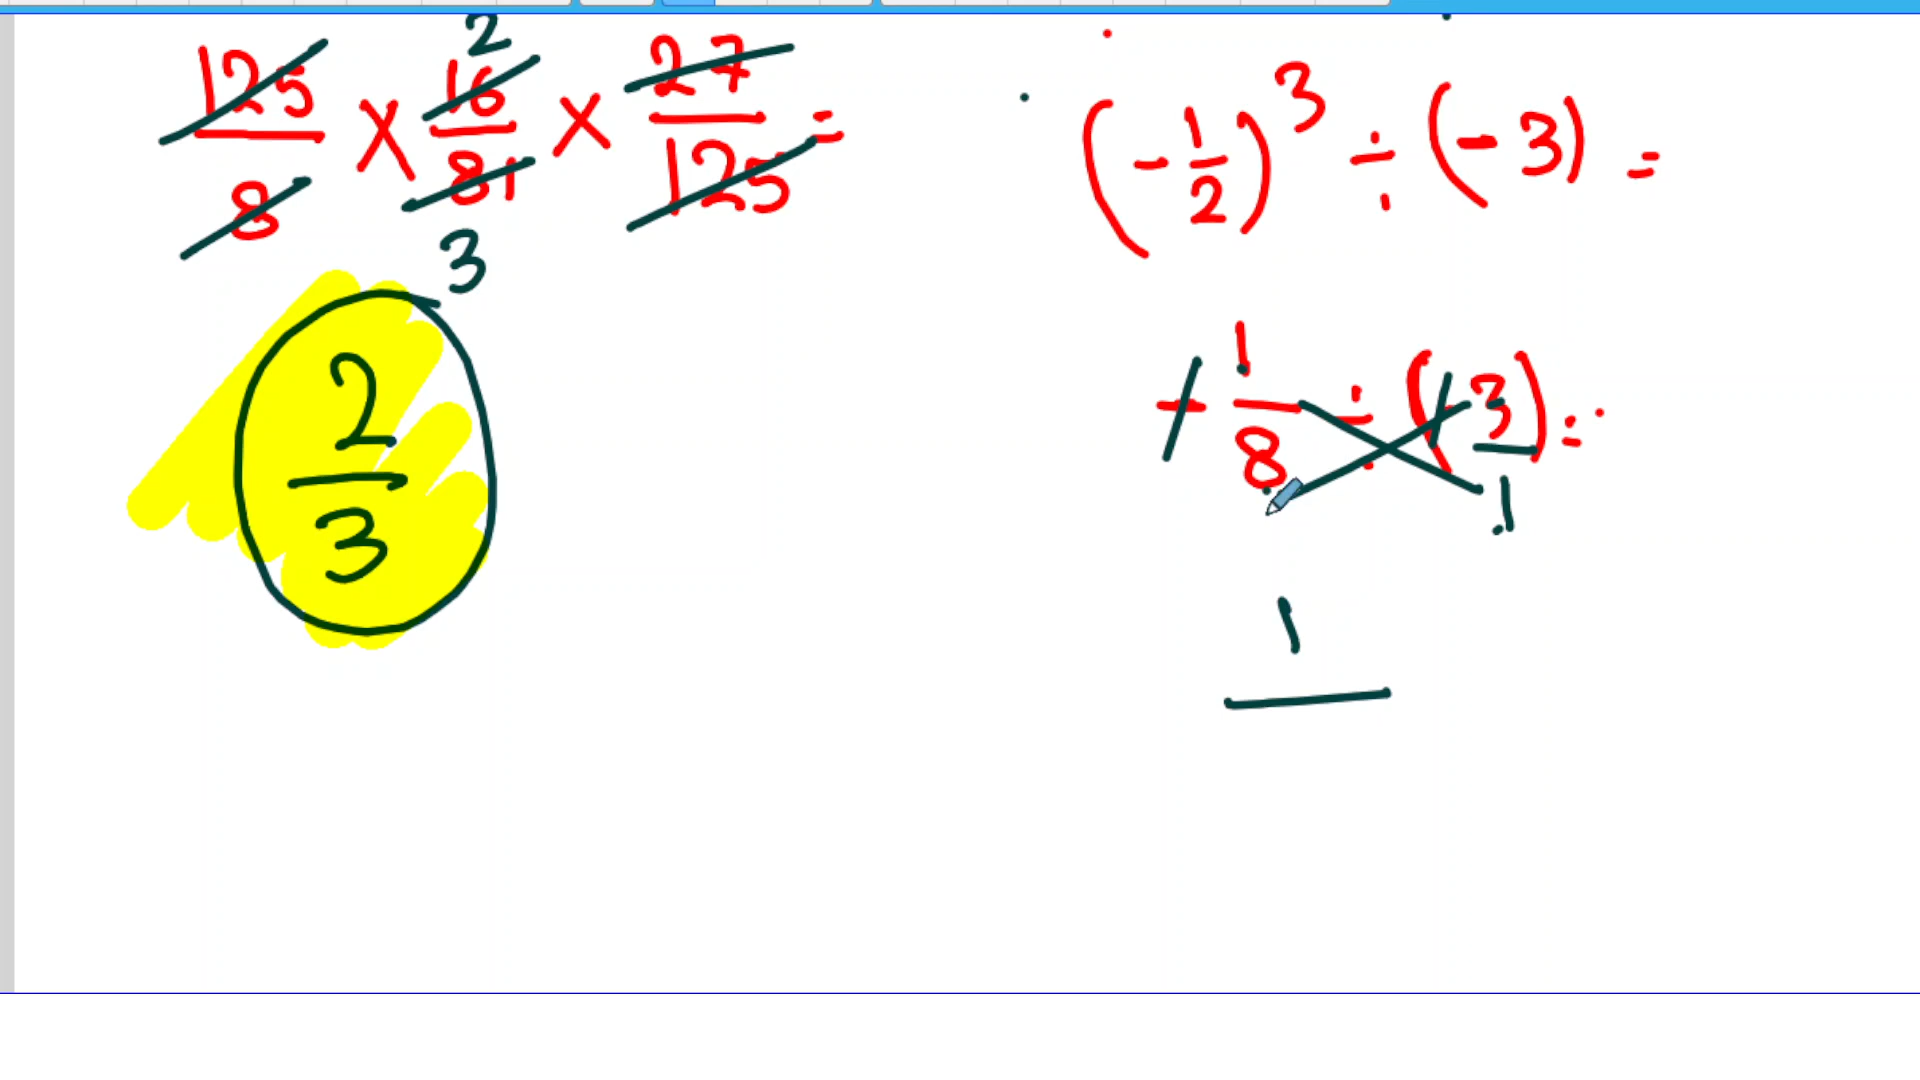 125/8 × 16/81 × 27/125 =
2
3
2/3
(-1/2)^3 ÷ (-3) =
-1/8 ÷ (-3) =
1
1